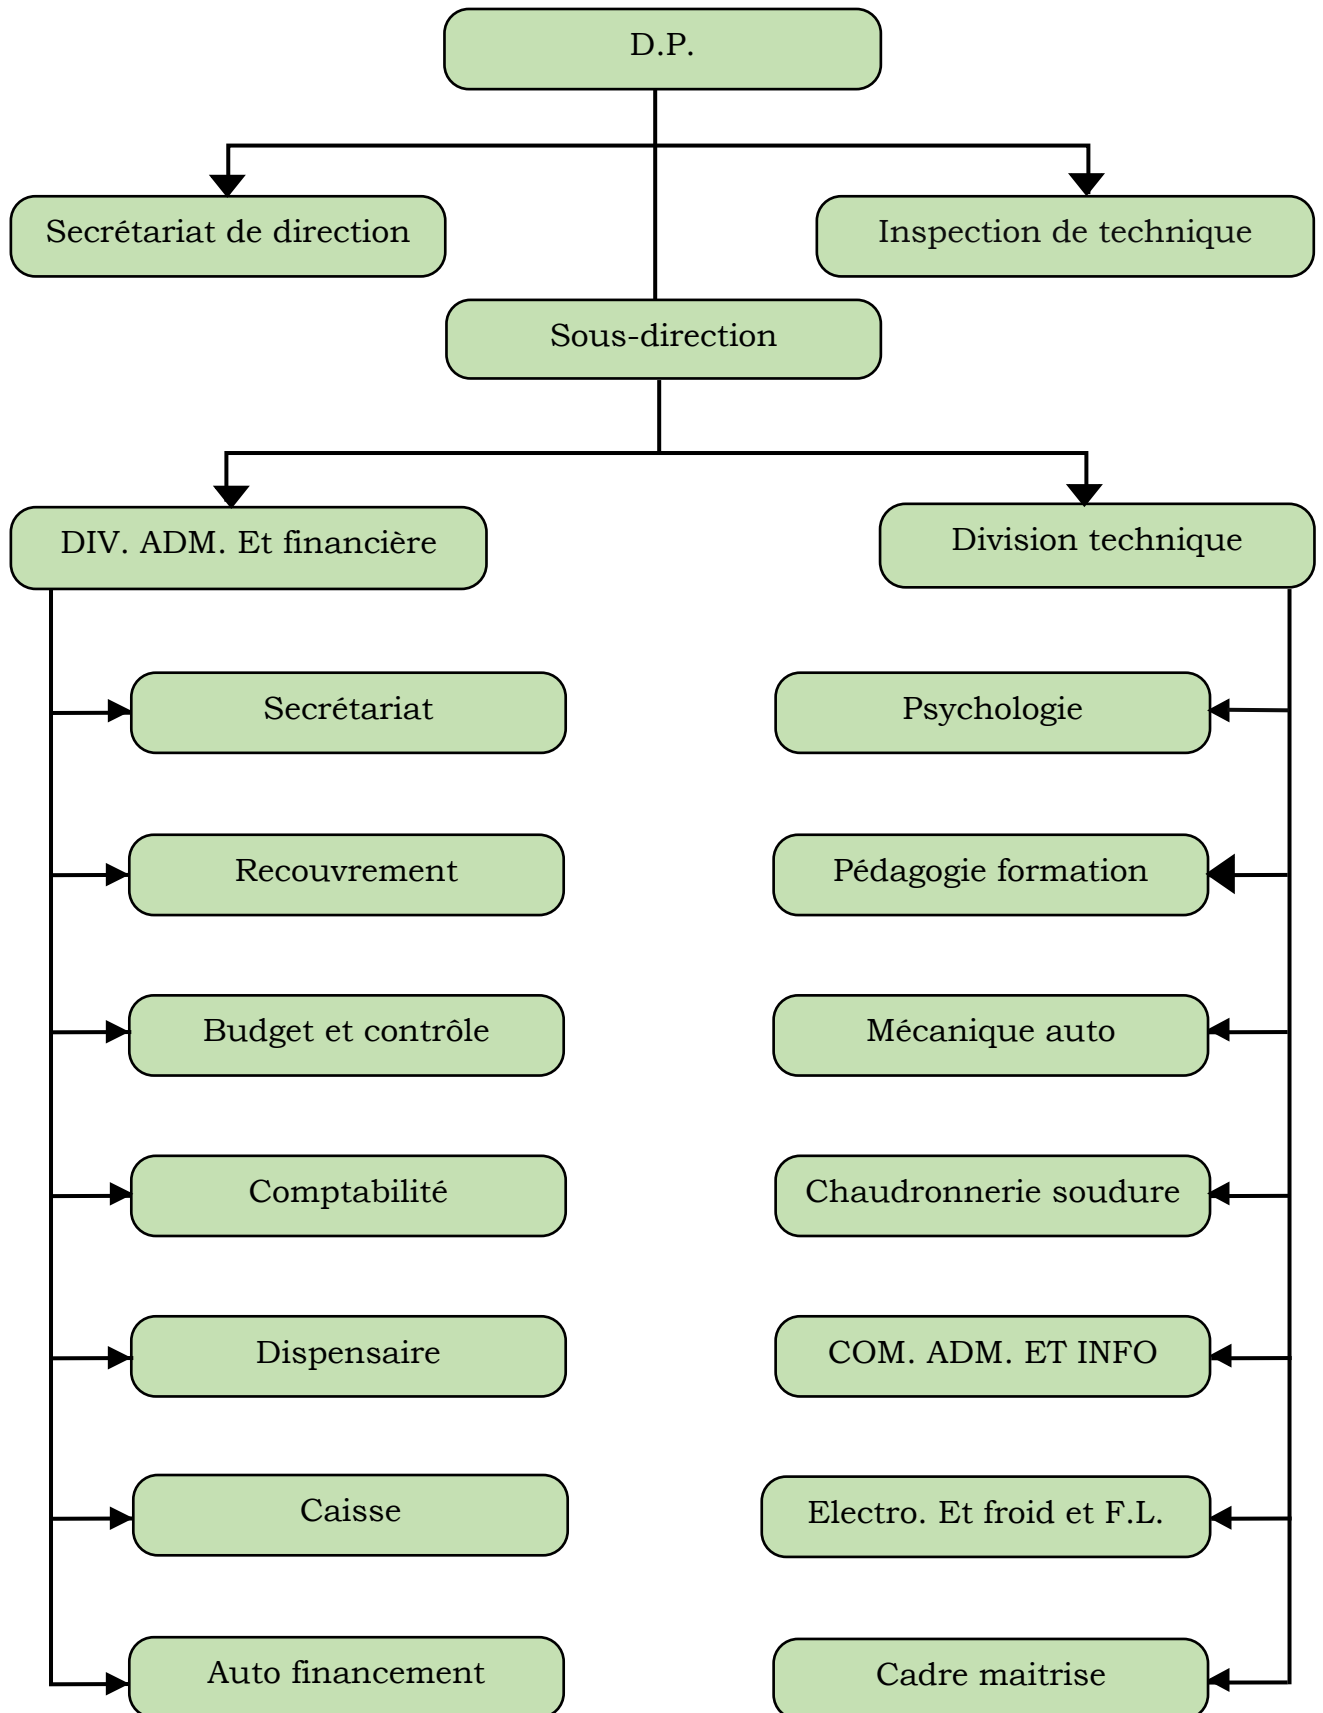 D.P.
Secrétariat de direction
Inspection de technique
Sous-direction
DIV. ADM. Et financière
Division technique
Secrétariat
Psychologie
Recouvrement
Pédagogie formation
Budget et contrôle
Mécanique auto
Comptabilité
Chaudronnerie soudure
Dispensaire
COM. ADM. ET INFO
Caisse
Electro. Et froid et F.L.
Auto financement
Cadre maitrise